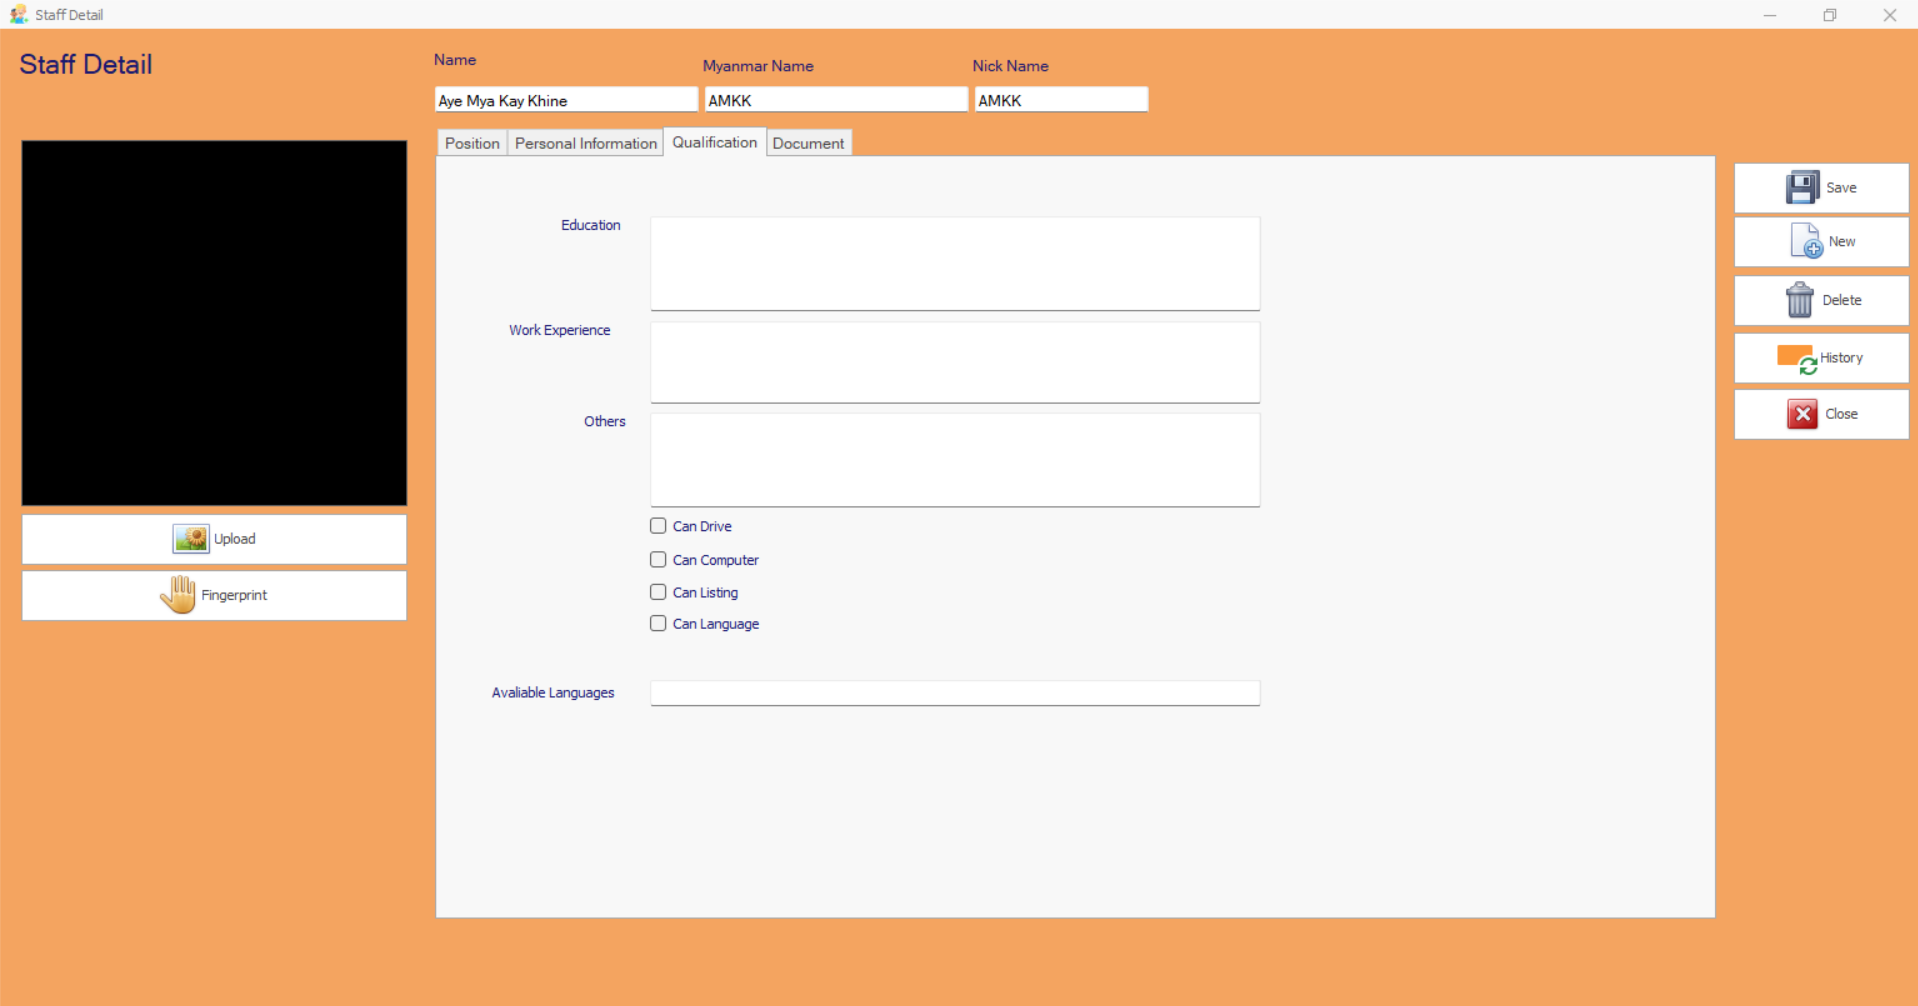 Staff Detail
Staff Detail
Name
Myanmar Name
Nick Name
Aye Mya Kay Khine
AMKK
AMKK
Position
Personal Information
Qualification
Document
Education
Work Experience
Others
Can Drive
Can Computer
Can Listing
Can Language
Avaliable Languages
Upload
Fingerprint
Save
New
Delete
History
Close